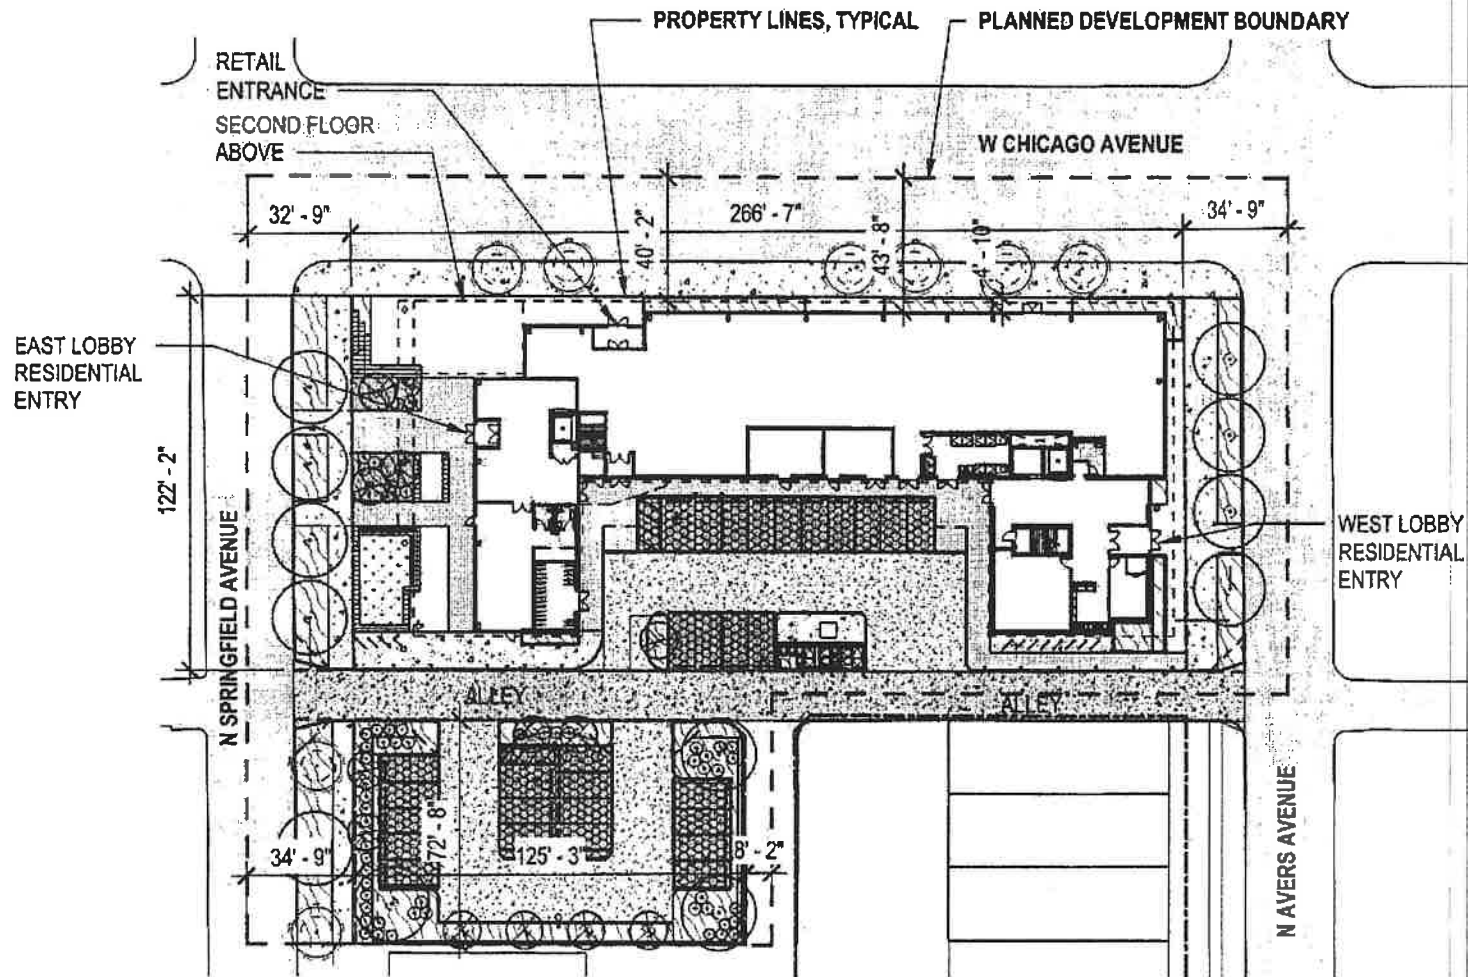 PROPERTY LINES, TYPICAL
PLANNED DEVELOPMENT BOUNDARY
RETAIL
ENTRANCE
SECOND FLOOR
ABOVE
W CHICAGO AVENUE
32' - 9"
40' - 2"
266' - 7"
43' - 8"
4' - 10"
34' - 9"
EAST LOBBY
RESIDENTIAL
ENTRY
122' - 2"
N SPRINGFIELD AVENUE
WEST LOBBY
RESIDENTIAL
ENTRY
ALLEY
ALLEY
34' - 9"
72' - 8"
125' - 3"
8' - 2"
N AVERS AVENUE